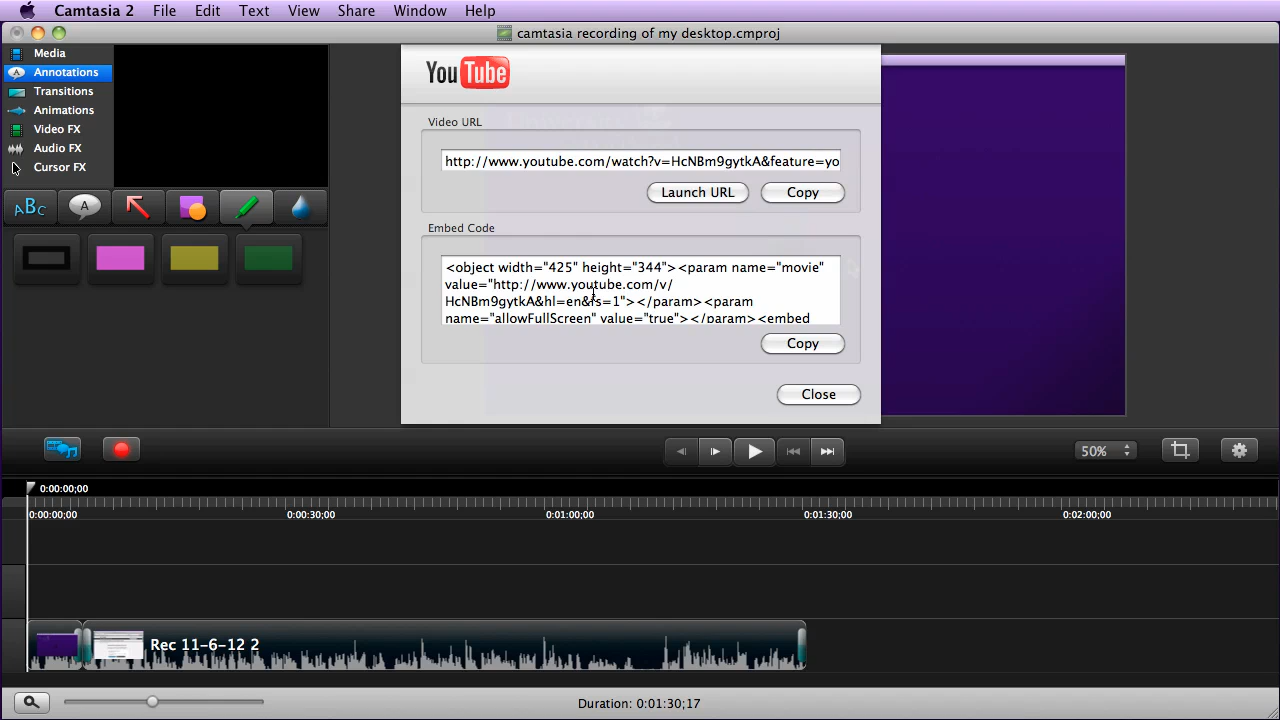 Camtasia 2 File Edit Text View Share Window Help
camtasia recording of my desktop.cmproj
Media
Annotations
Transitions
Animations
Video FX
Audio FX
Cursor FX
ABC
A
YouTube
Video URL
http://www.youtube.com/watch?v=HcNBm9gytkA&feature=yo
Launch URL Copy
Embed Code
<object width="425" height="344"><param name="movie"
value="http://www.youtube.com/v/
HcNBm9gytkA&hl=en&fs=1"></param><param
name="allowFullScreen" value="true"></param><embed
Copy
Close
50%
0:00:00;00
0:00:00;00 0:00:30;00 0:01:00;00 0:01:30;00 0:02:00;00
Rec 11-6-12 2
Duration: 0:01:30;17